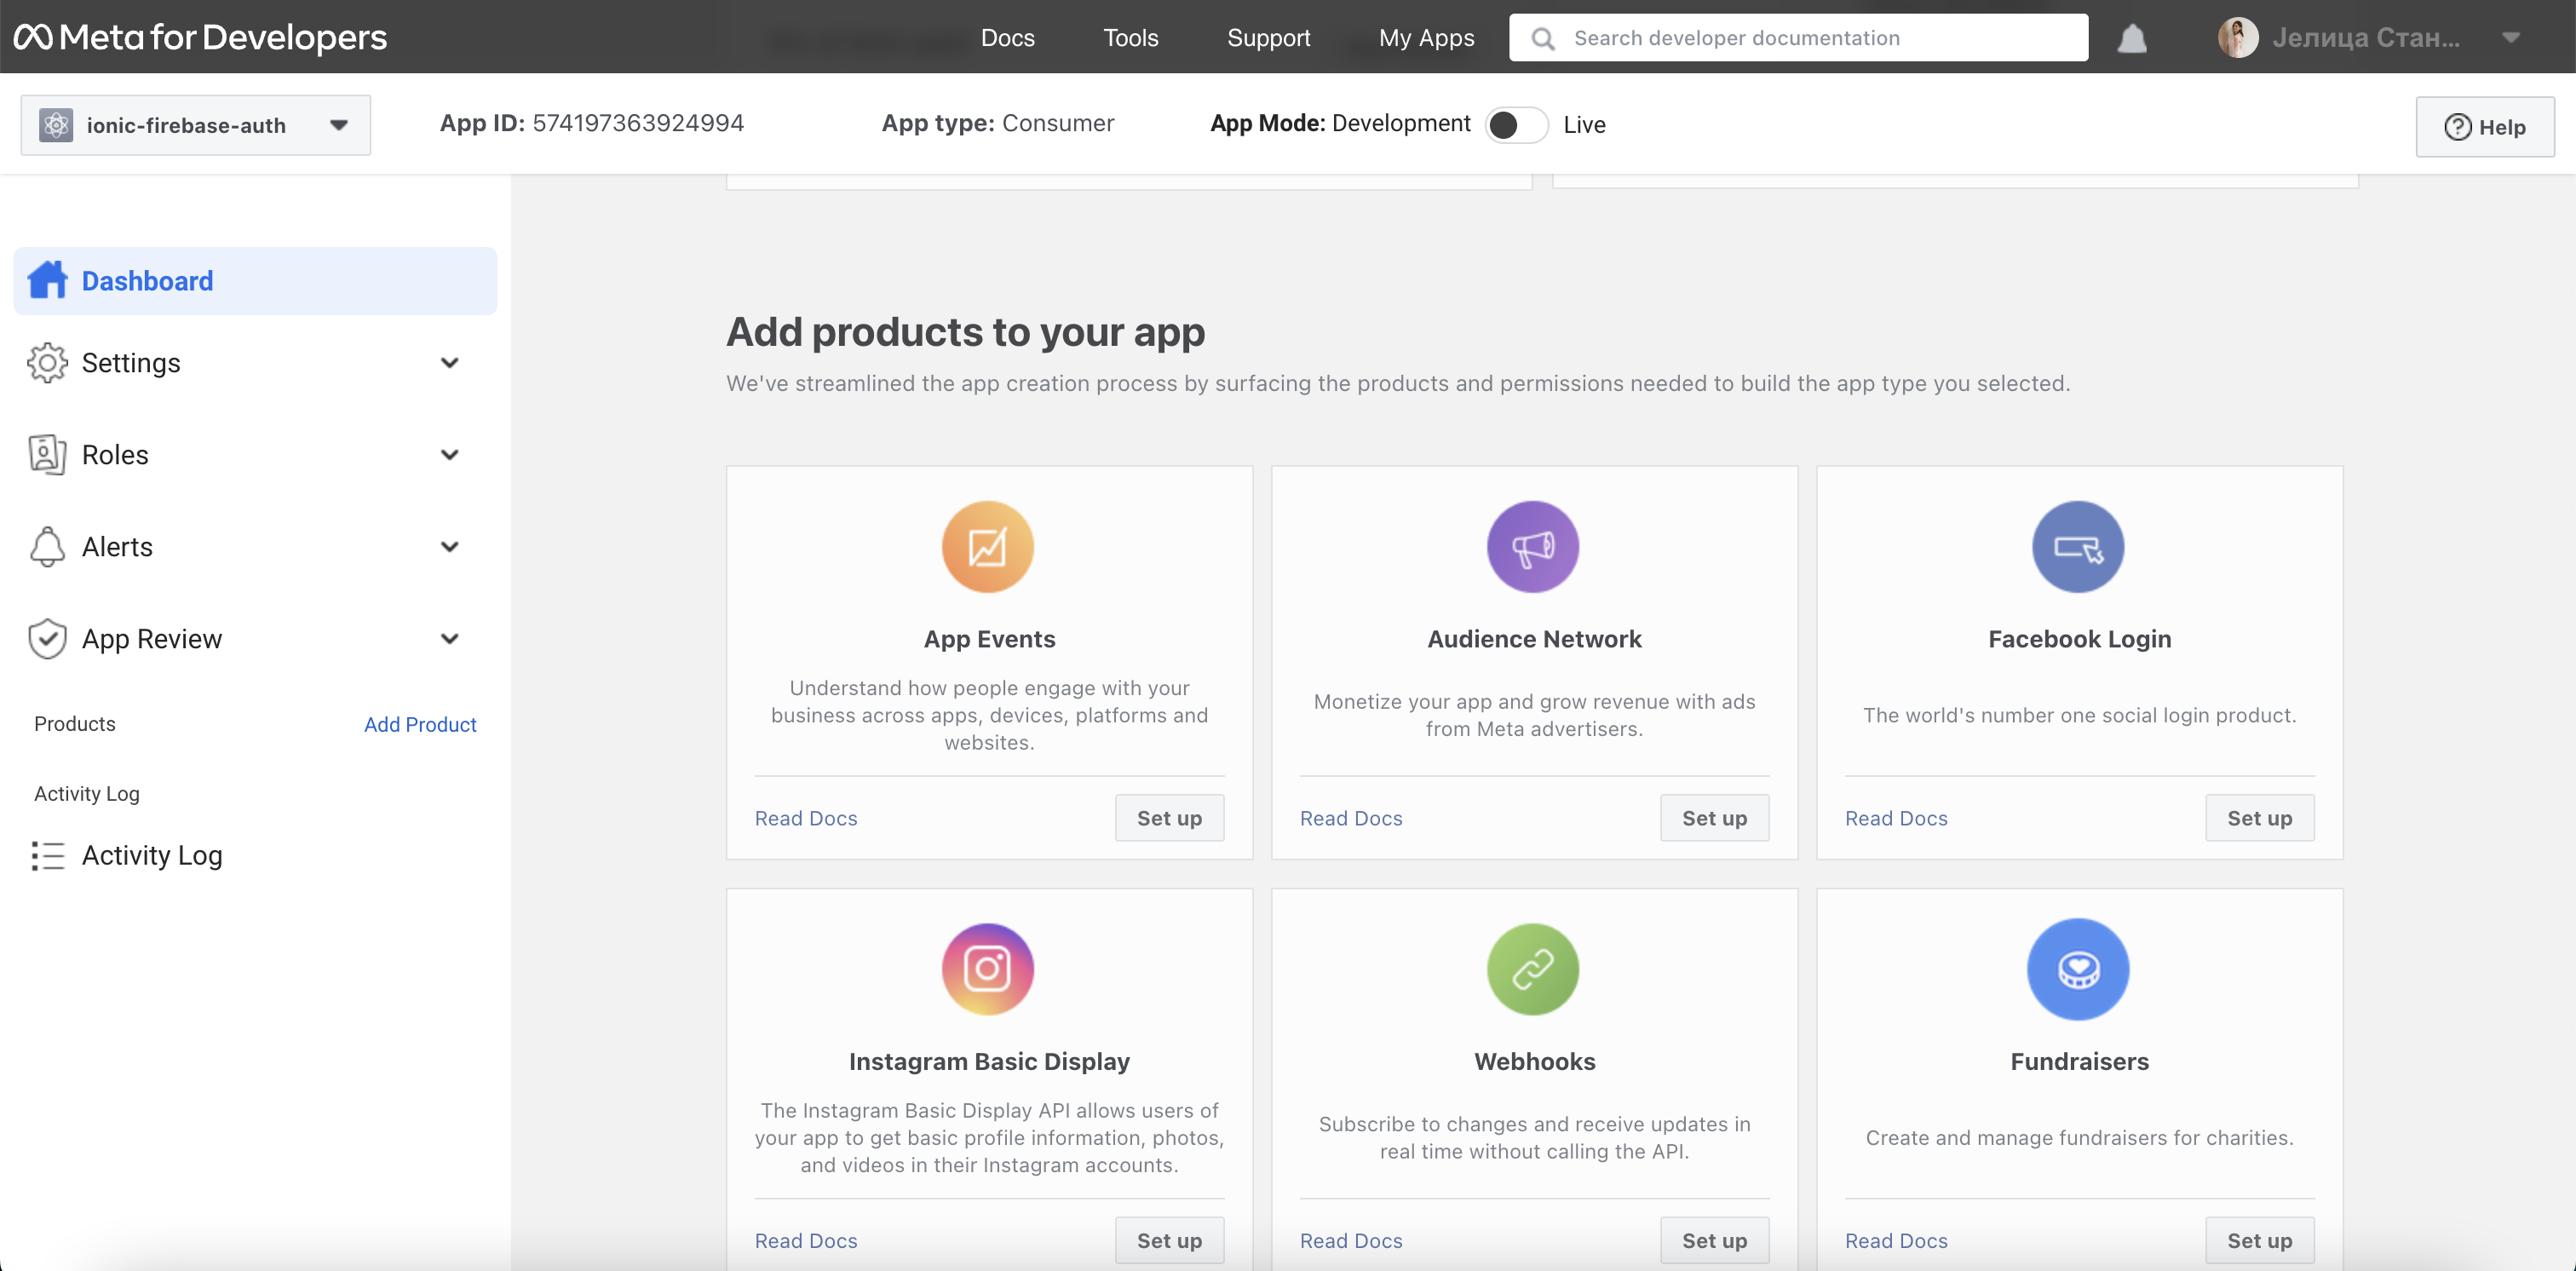 Meta for Developers
Docs
Tools
Support
My Apps
Search developer documentation
Јелица Стан...
ionic-firebase-auth
App ID: 574197363924994
App type: Consumer
App Mode: Development
Live
Help
Dashboard
Settings
Roles
Alerts
App Review
Products
Add Product
Activity Log
Activity Log
Add products to your app
We've streamlined the app creation process by surfacing the products and permissions needed to build the app type you selected.
App Events
Understand how people engage with your
business across apps, devices, platforms and
websites.
Read Docs
Set up
Audience Network
Monetize your app and grow revenue with ads
from Meta advertisers.
Read Docs
Set up
Facebook Login
The world's number one social login product.
Read Docs
Set up
Instagram Basic Display
The Instagram Basic Display API allows users of
your app to get basic profile information, photos,
and videos in their Instagram accounts.
Read Docs
Set up
Webhooks
Subscribe to changes and receive updates in
real time without calling the API.
Read Docs
Set up
Fundraisers
Create and manage fundraisers for charities.
Read Docs
Set up